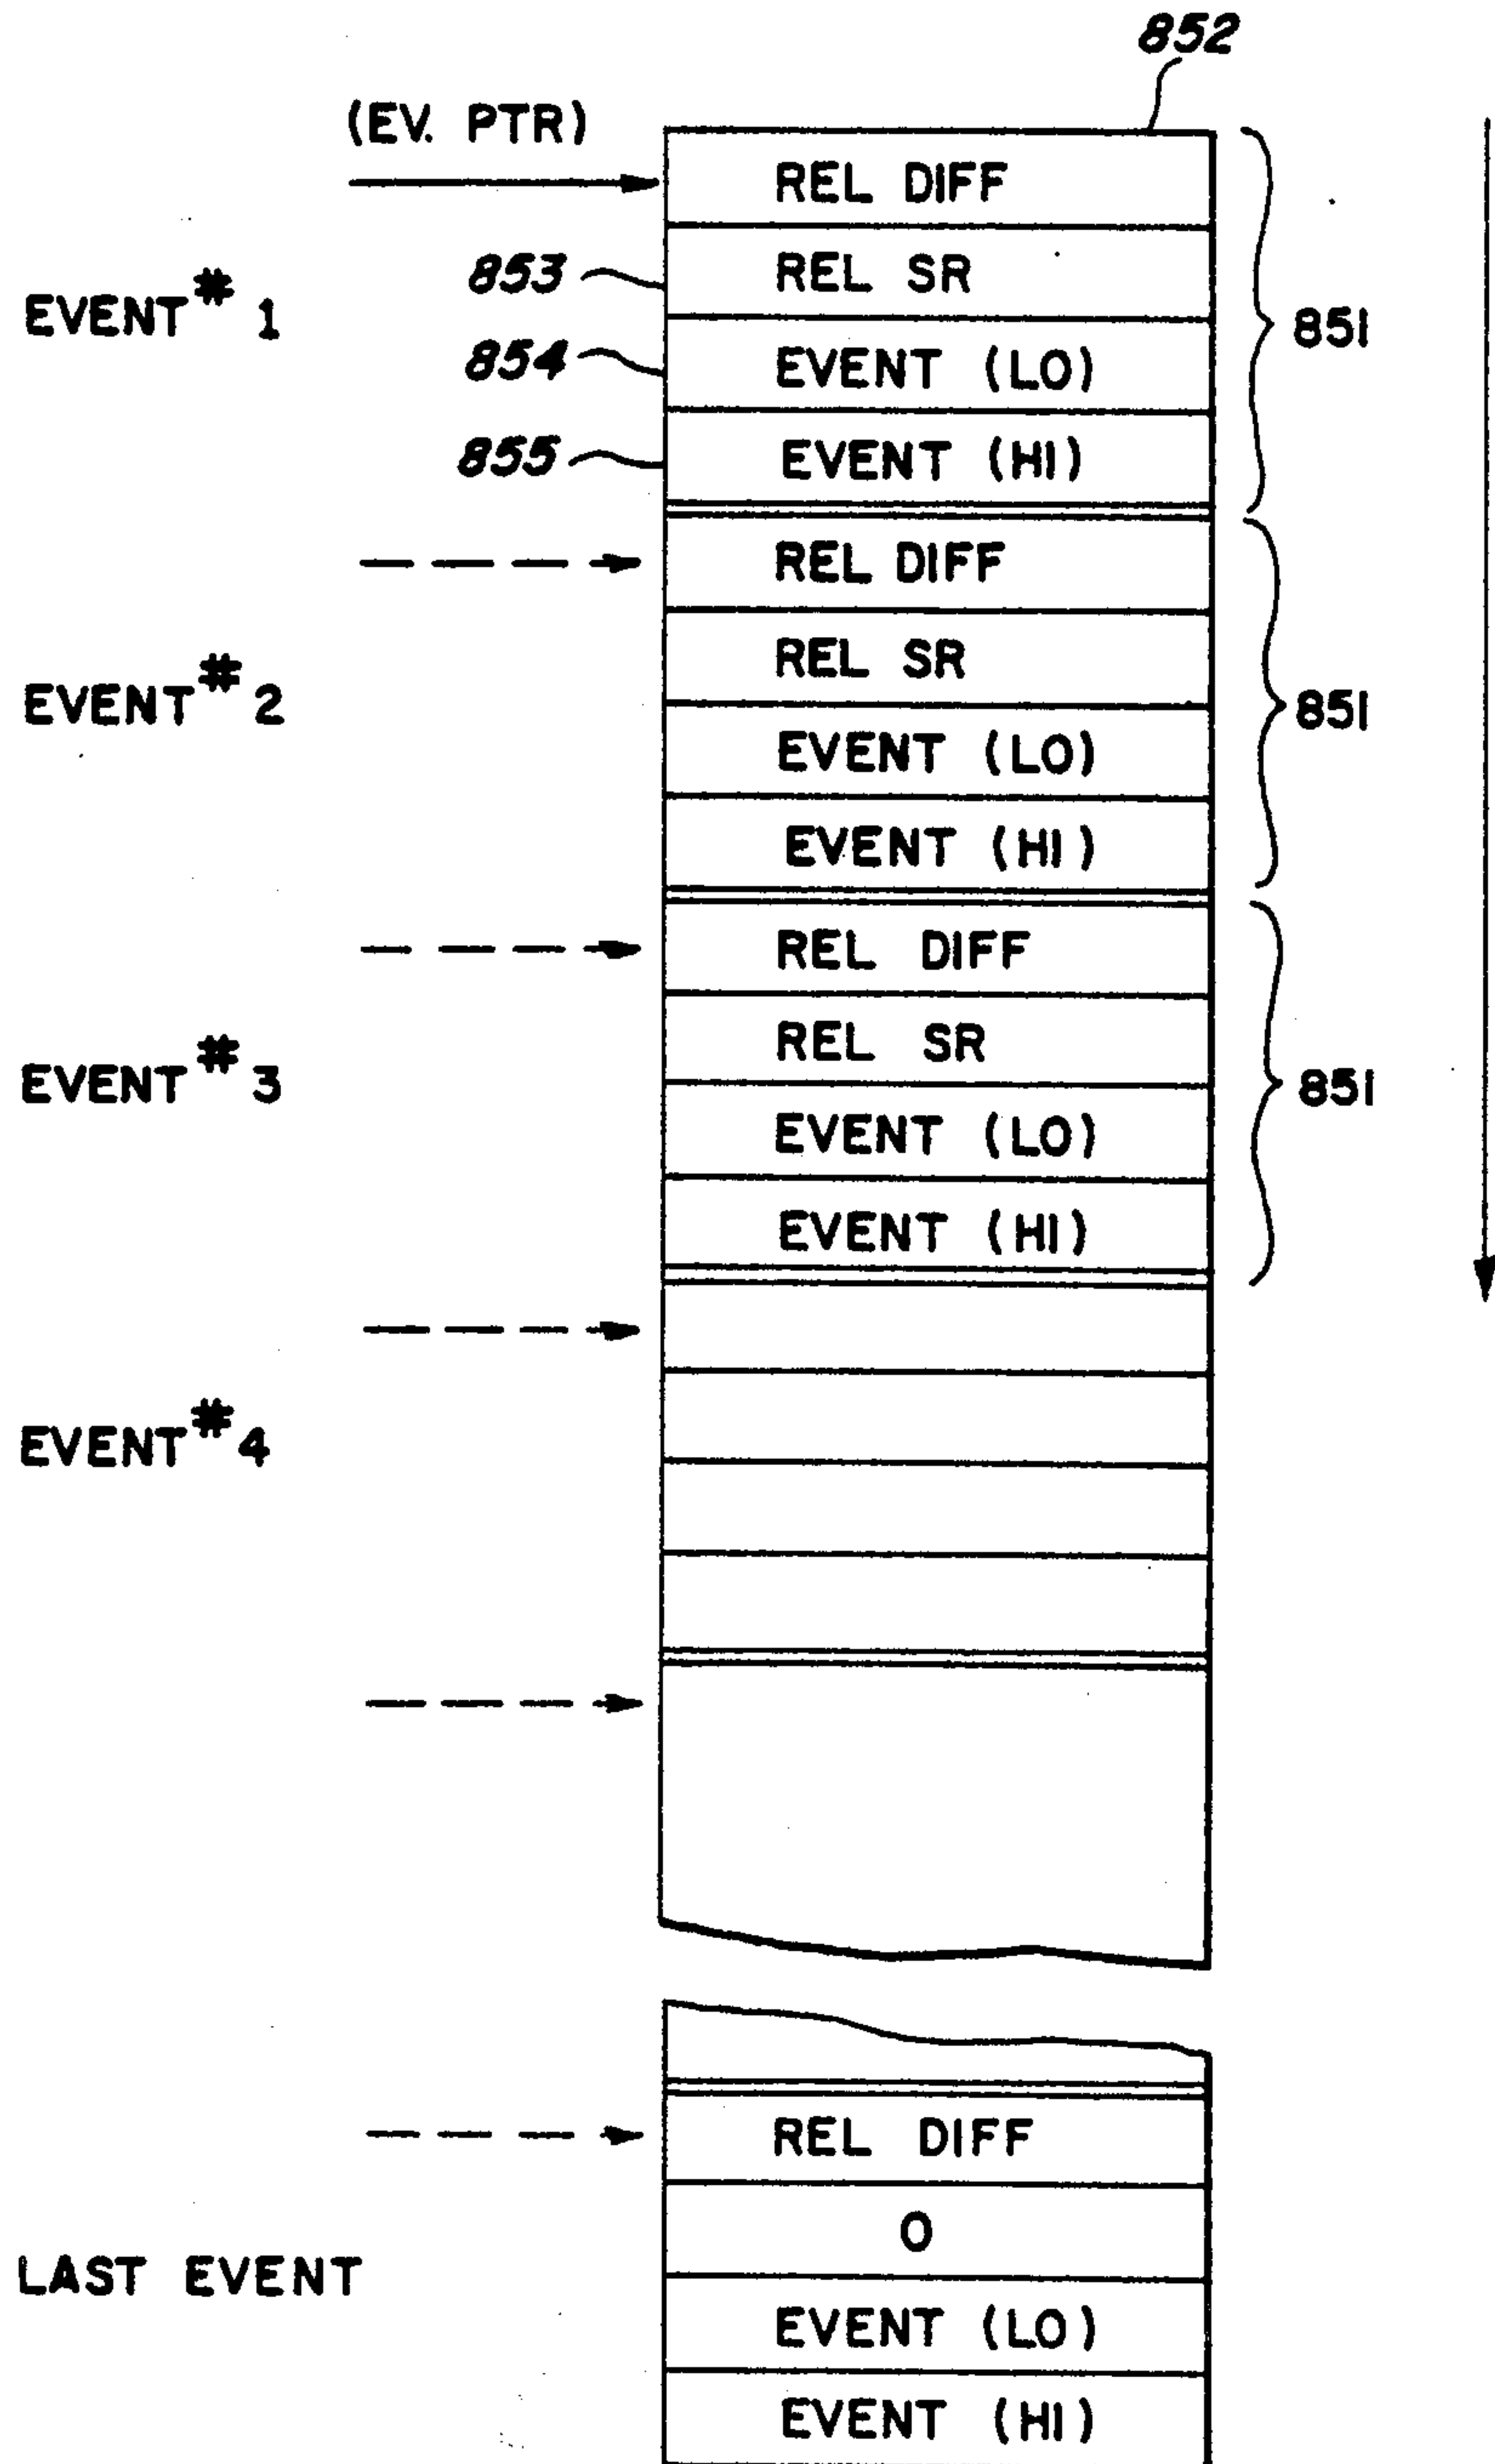 852
(EV. PTR)
REL DIFF
853 REL SR
EVENT # 1
851
854 EVENT (LO)
855 EVENT (HI)
REL DIFF
REL SR
EVENT # 2
851
EVENT (LO)
EVENT (HI)
REL DIFF
REL SR
EVENT # 3
851
EVENT (LO)
EVENT (HI)
EVENT # 4
REL DIFF
0
LAST EVENT
EVENT (LO)
EVENT (HI)